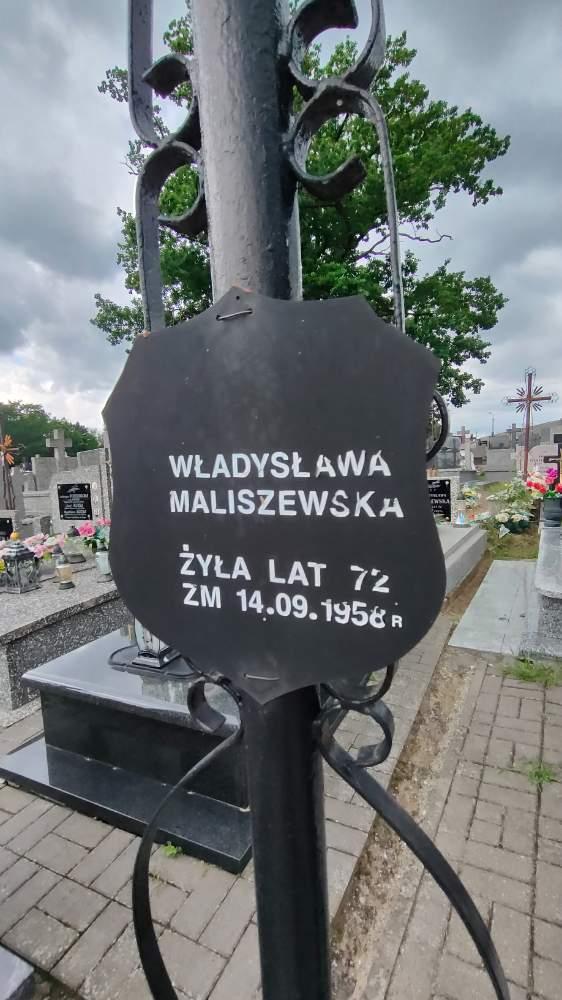 WŁADYSŁAWA
MALISZEWSKA
ŻYŁA LAT 72
ZM 14.09.1958 R